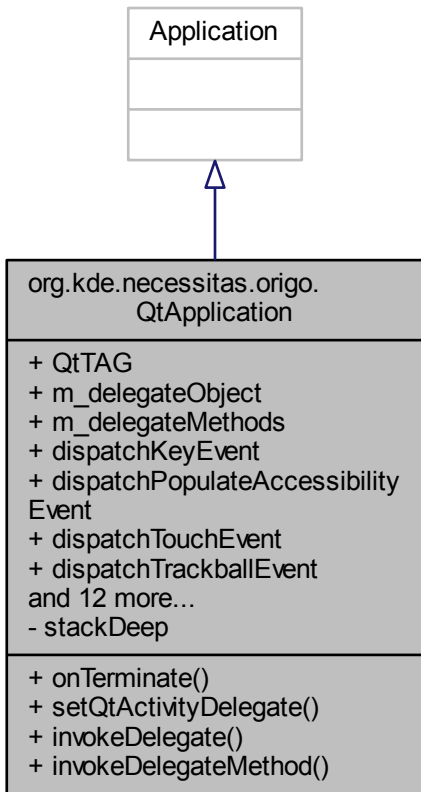 Application
org.kde.necessitas.origo.
QtApplication
+ QtTAG
+ m_delegateObject
+ m_delegateMethods
+ dispatchKeyEvent
+ dispatchPopulateAccessibility
Event
+ dispatchTouchEvent
+ dispatchTrackballEvent
and 12 more...
- stackDeep
+ onTerminate()
+ setQtActivityDelegate()
+ invokeDelegate()
+ invokeDelegateMethod()